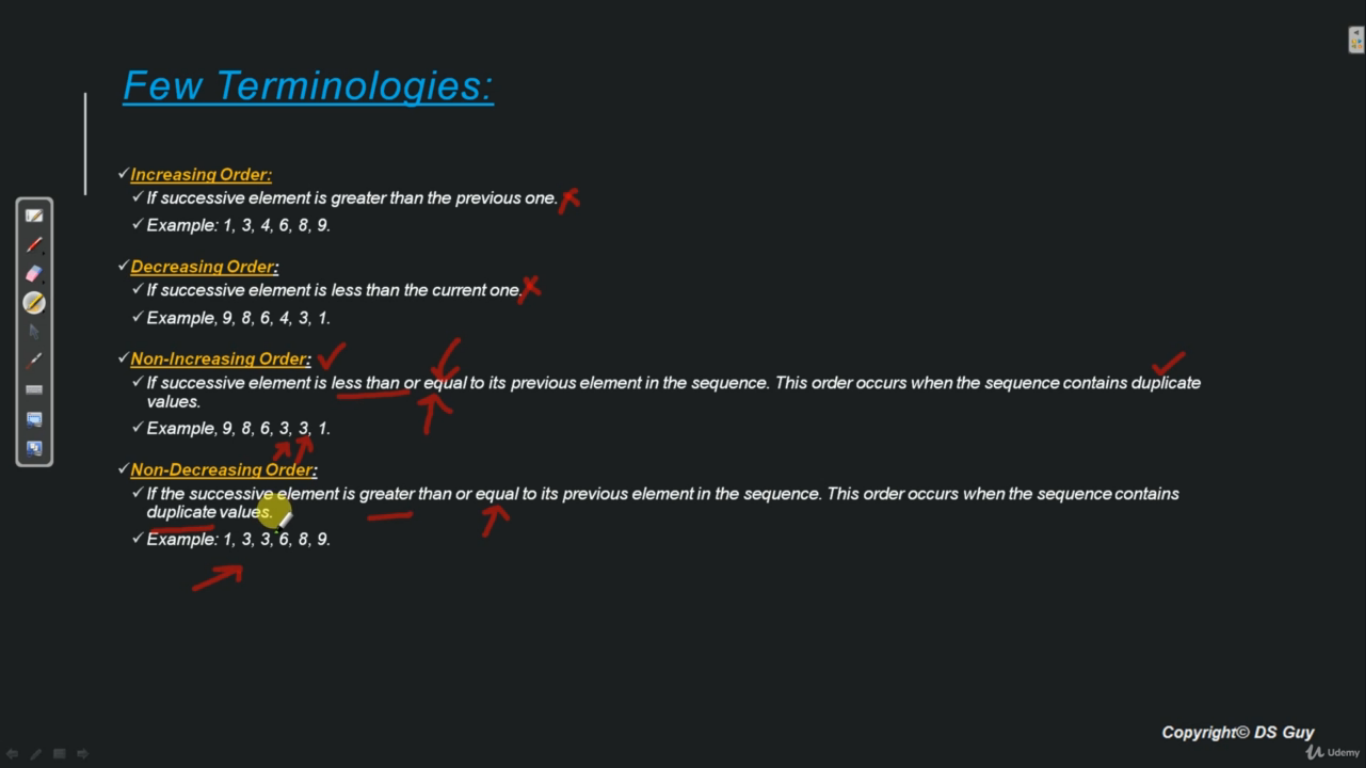 Few Terminologies:
✓Increasing Order:
✓If successive element is greater than the previous one.
✓Example: 1, 3, 4, 6, 8, 9.
✓Decreasing Order:
✓If successive element is less than the current one.
✓Example, 9, 8, 6, 4, 3, 1.
✓Non-Increasing Order:
✓If successive element is less than or equal to its previous element in the sequence. This order occurs when the sequence contains duplicate
values.
✓Example, 9, 8, 6, 3, 3, 1.
✓Non-Decreasing Order:
✓If the successive element is greater than or equal to its previous element in the sequence. This order occurs when the sequence contains
duplicate values.
✓Example: 1, 3, 3, 6, 8, 9.
Copyright© DS Guy
Udemy